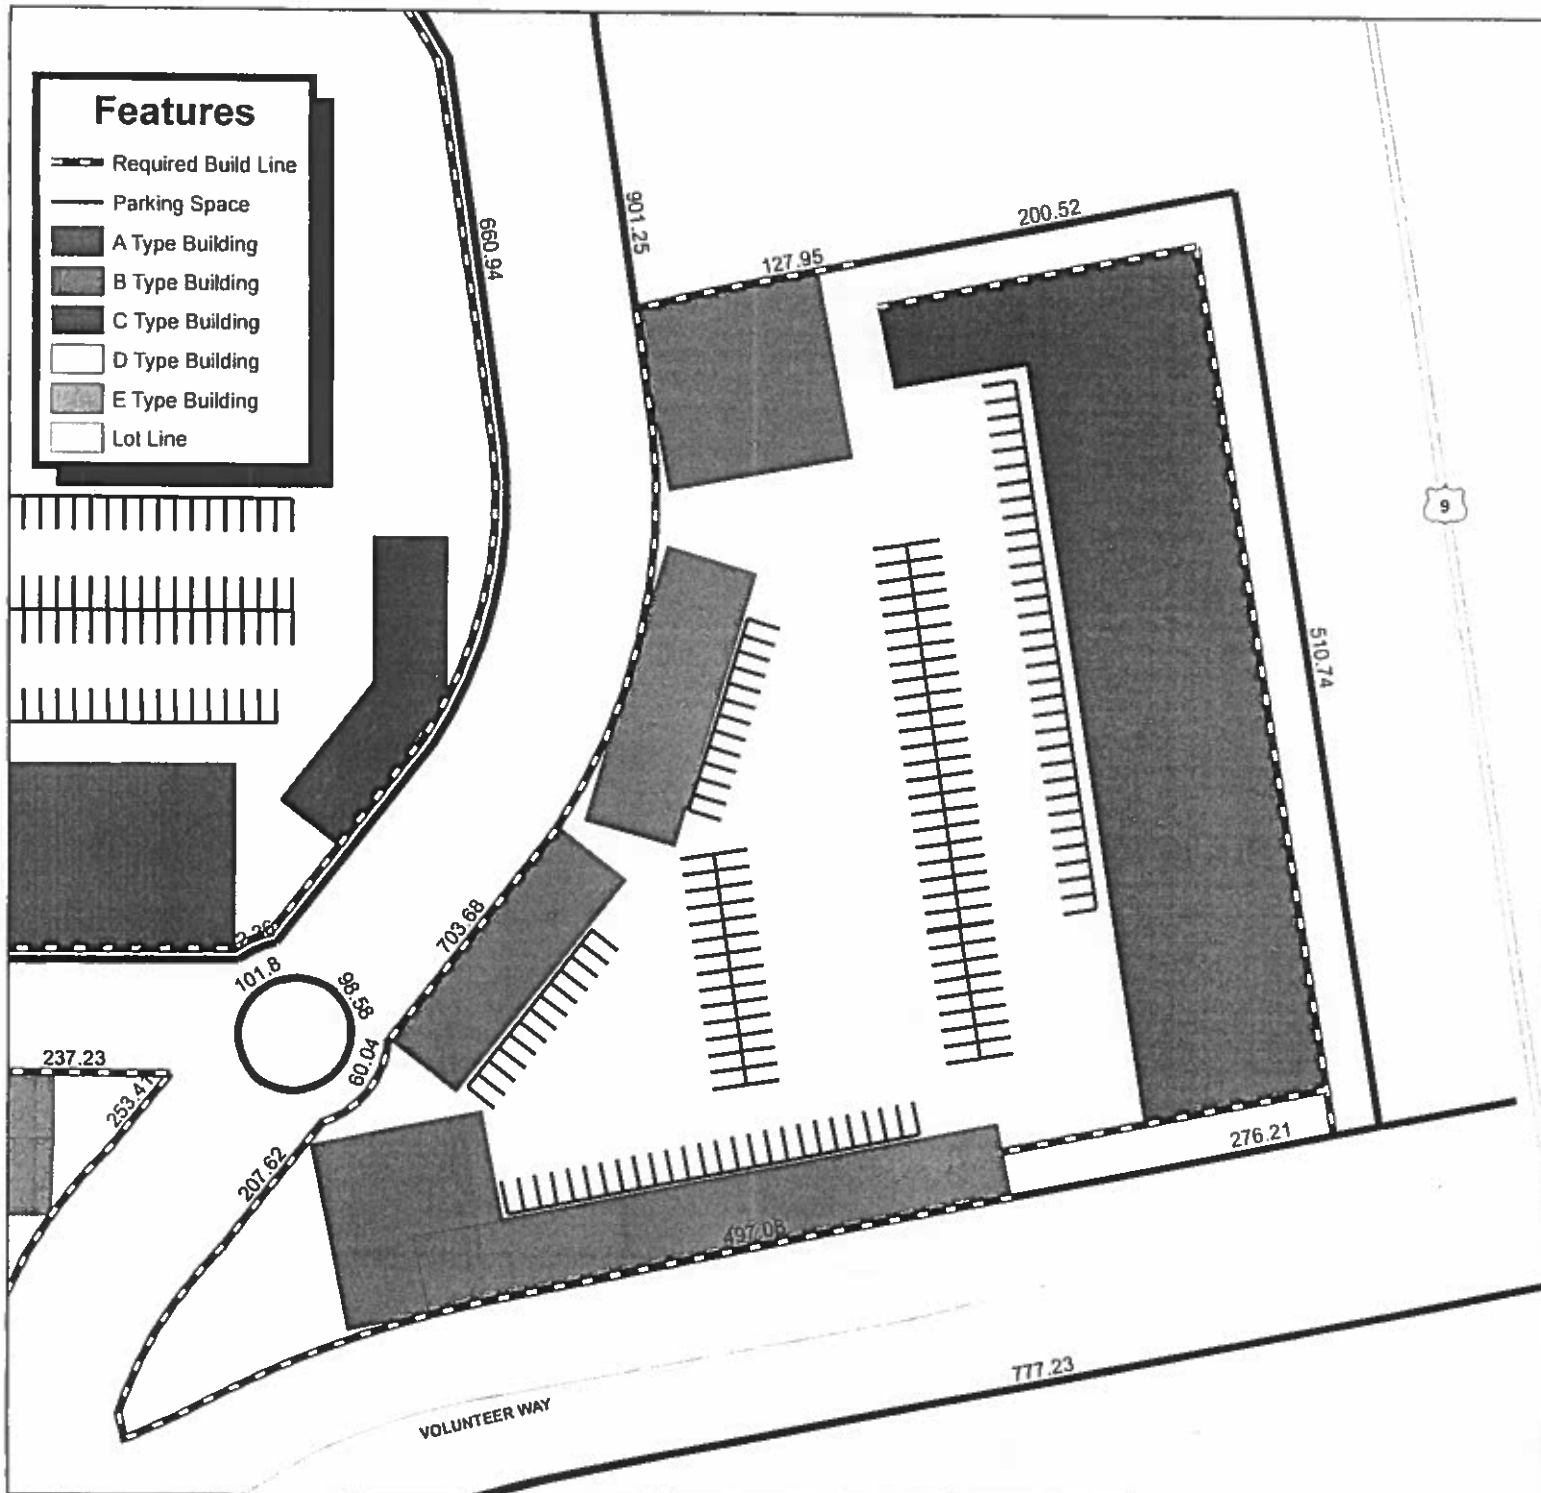 Features
Required Build Line
Parking Space
A Type Building
B Type Building
C Type Building
D Type Building
E Type Building
Lot Line
660.94
901.25
127.95
200.52
9
510.74
703.68
101.8
98.58
60.04
237.23
253.41
207.62
276.21
497.08
777.23
VOLUNTEER WAY